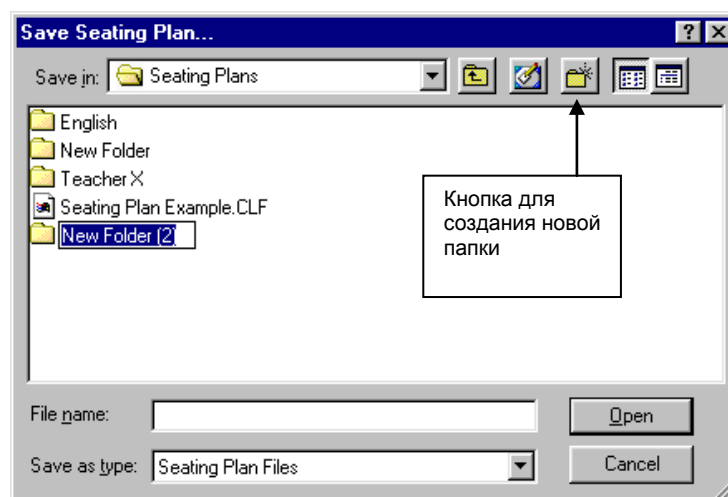 Save Seating Plan...
Save in: Seating Plans
English
New Folder
Teacher X
Seating Plan Example.CLF
New Folder (2)
Кнопка для
создания новой
папки
File name:
Open
Save as type: Seating Plan Files
Cancel